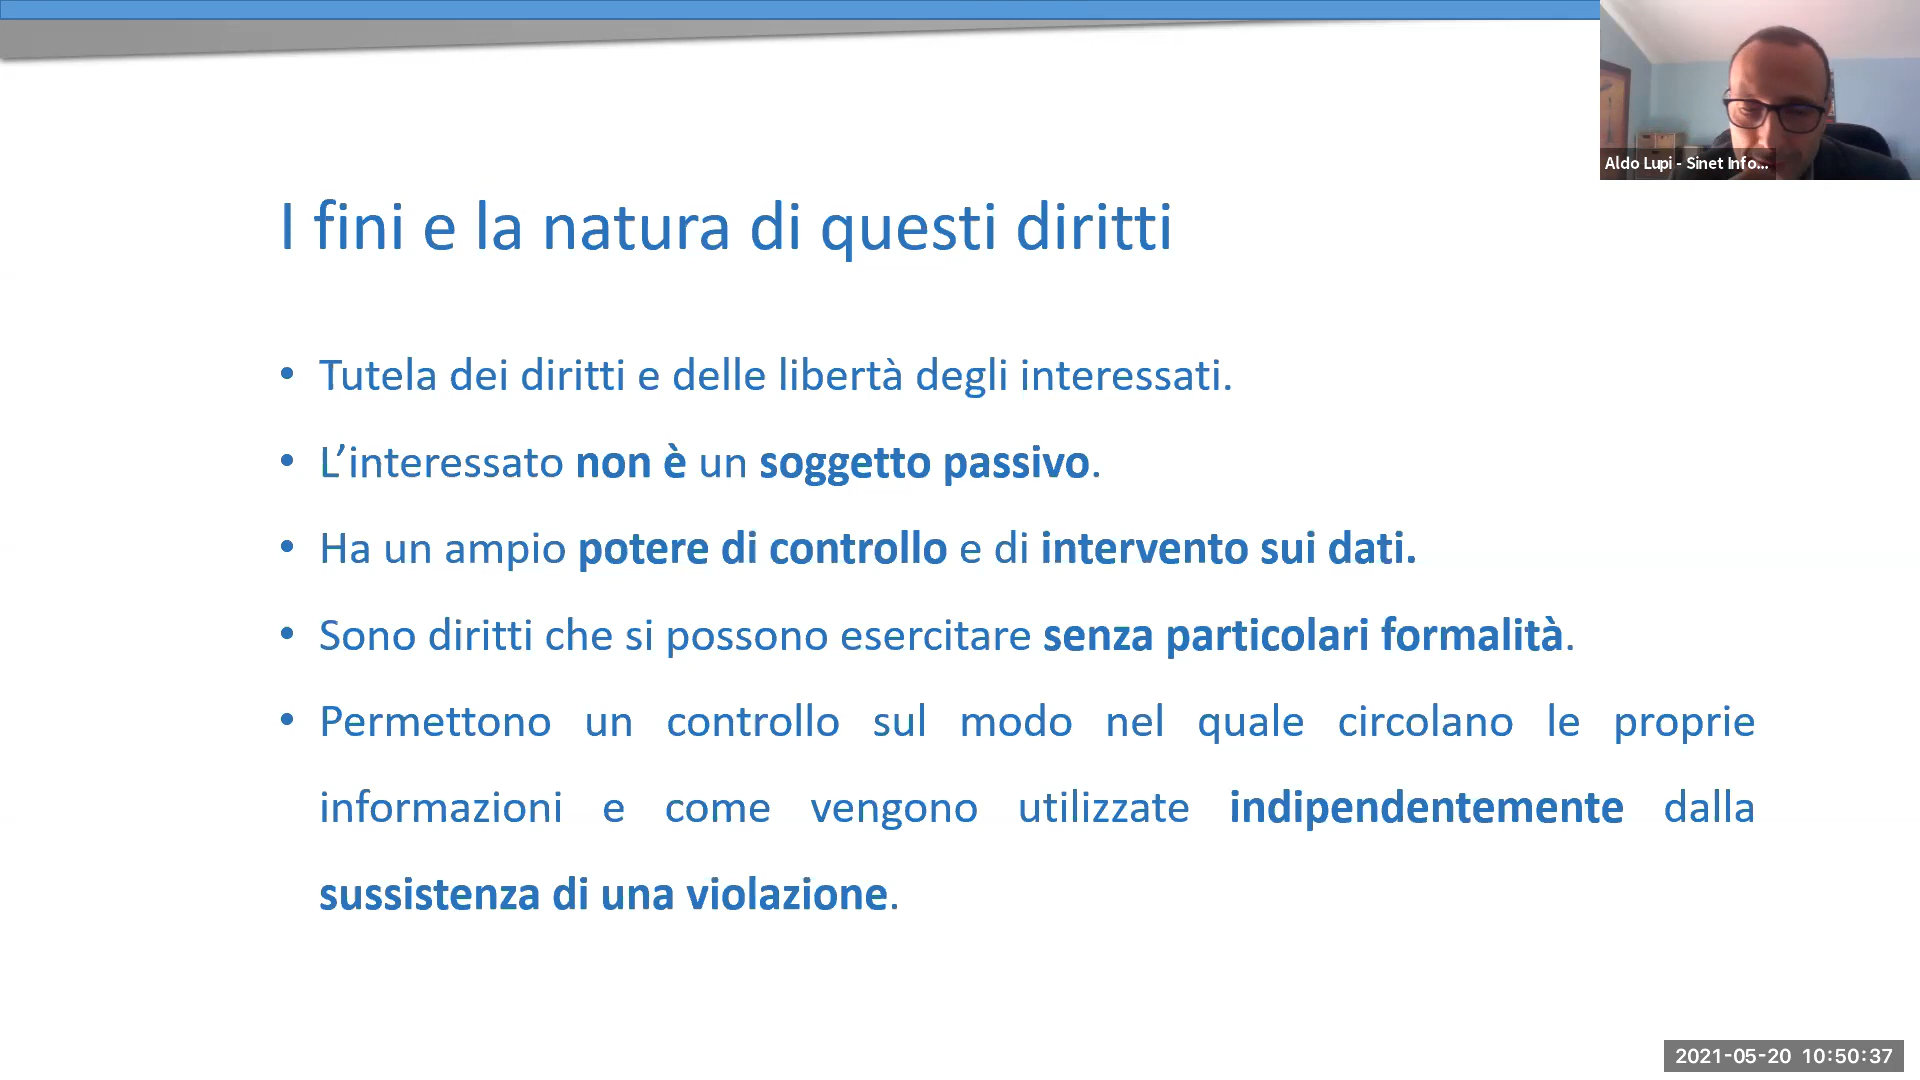 Aldo Lupi - Sinet Info...
I fini e la natura di questi diritti
• Tutela dei diritti e delle libertà degli interessati.
• L’interessato non è un soggetto passivo.
• Ha un ampio potere di controllo e di intervento sui dati.
• Sono diritti che si possono esercitare senza particolari formalità.
• Permettono un controllo sul modo nel quale circolano le proprie
informazioni e come vengono utilizzate indipendentemente dalla
sussistenza di una violazione.
2021-05-20 10:50:37